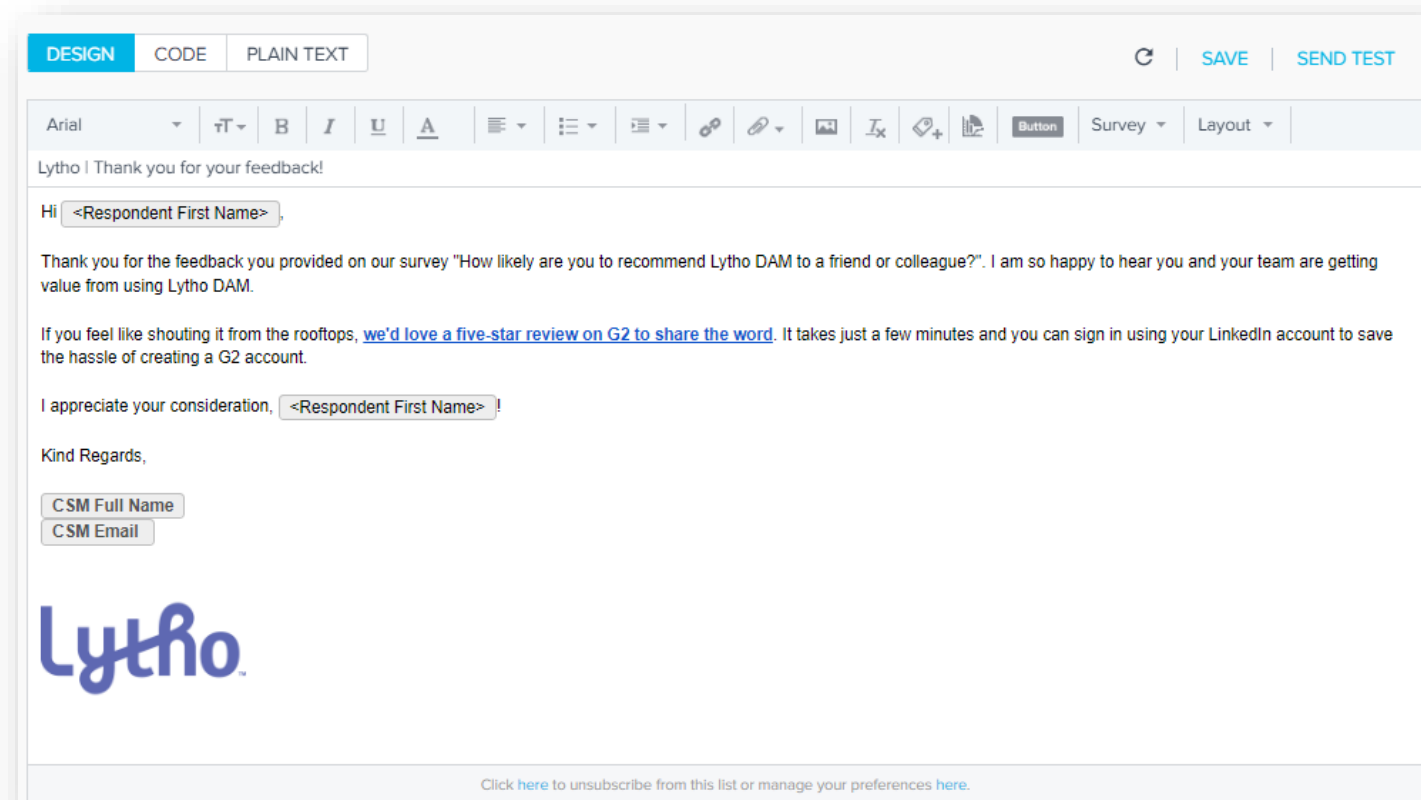 DESIGN CODE PLAIN TEXT SAVE SEND TEST
Arial TT B I U A Button Survey Layout
Lytho | Thank you for your feedback!
Hi <Respondent First Name>,
Thank you for the feedback you provided on our survey "How likely are you to recommend Lytho DAM to a friend or colleague?". I am so happy to hear you and your team are getting
value from using Lytho DAM.
If you feel like shouting it from the rooftops, we'd love a five-star review on G2 to share the word. It takes just a few minutes and you can sign in using your LinkedIn account to save
the hassle of creating a G2 account.
I appreciate your consideration, <Respondent First Name>!
Kind Regards,
CSM Full Name
CSM Email
Lytho™
Click here to unsubscribe from this list or manage your preferences here.